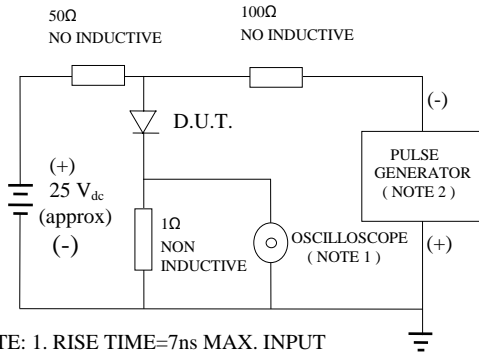 50Ω
NO INDUCTIVE
100Ω
NO INDUCTIVE
(-)
D.U.T.
PULSE
GENERATOR
( NOTE 2 )
(+)
25 Vdc
(approx)
(-)
1Ω
NON
INDUCTIVE
OSCILLOSCOPE
( NOTE 1 )
(+)
TE: 1. RISE TIME=7ns MAX. INPUT